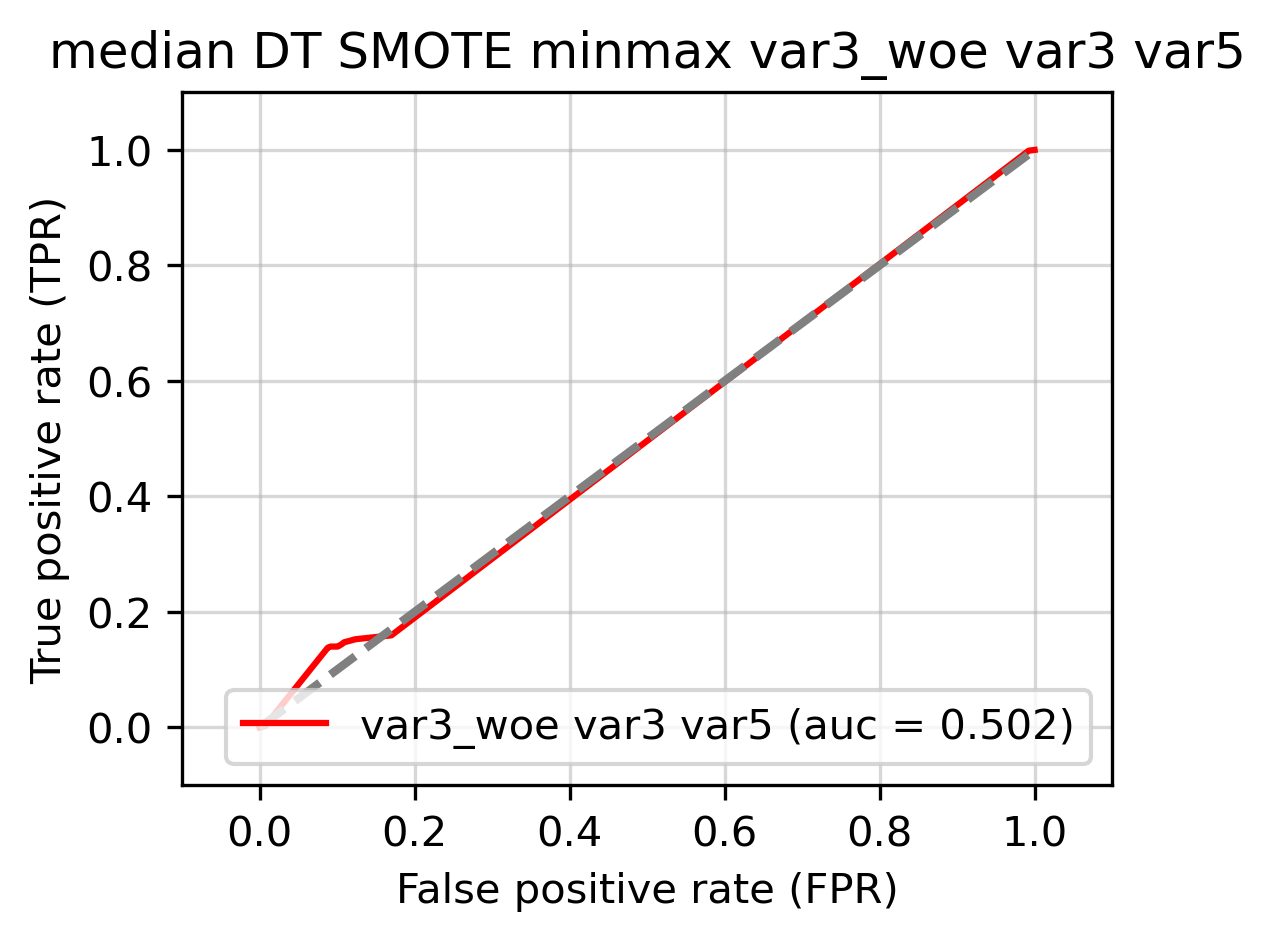 median DT SMOTE minmax var3_woe var3 var5
True positive rate (TPR)
1.0
0.8
0.6
0.4
0.2
0.0
var3_woe var3 var5 (auc = 0.502)
0.0 0.2 0.4 0.6 0.8 1.0
False positive rate (FPR)